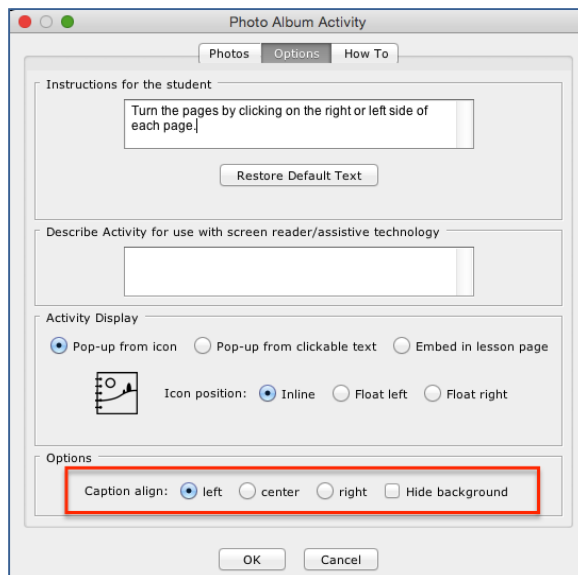 Photo Album Activity
Photos Options How To
Instructions for the student
Turn the pages by clicking on the right or left side of
each page.
Restore Default Text
Describe Activity for use with screen reader/assistive technology
Activity Display
Pop-up from icon Pop-up from clickable text Embed in lesson page
Icon position: Inline Float left Float right
Options
Caption align: left center right Hide background
OK Cancel